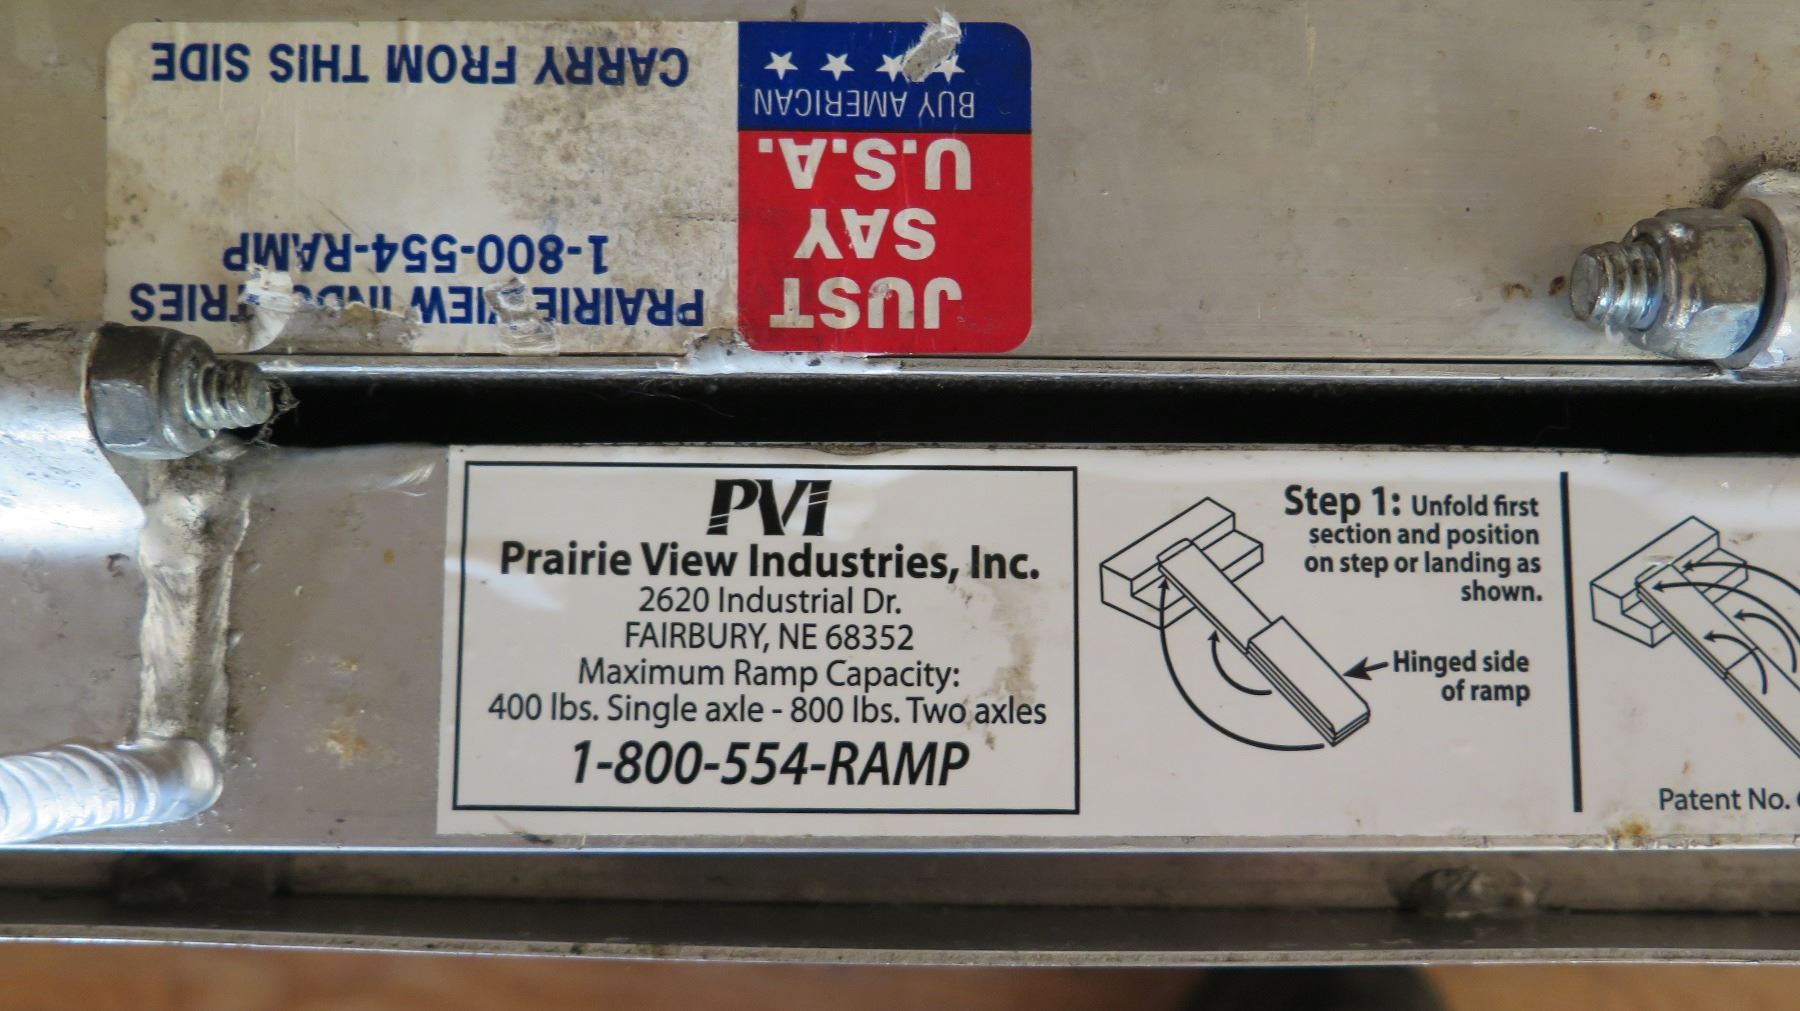 CARRY FROM THIS SIDE
1-800-554-RAMP
PRAIRIE
JUST
SAY
U.S.A.
BUY AMERICAN
PVI
Prairie View Industries, Inc.
2620 Industrial Dr.
FAIRBURY, NE 68352
Maximum Ramp Capacity:
400 lbs. Single axle - 800 lbs. Two axles
1-800-554-RAMP
Step 1: Unfold first
section and position
on step or landing as
shown.
Hinged side
of ramp
Patent No.